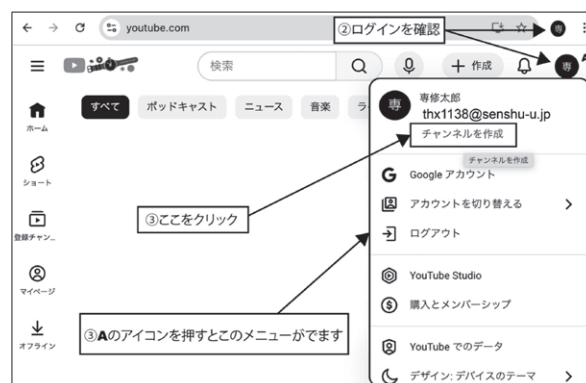 youtube.com
②ログインを確認
専
検索
作成
専
A
すべて
ポッドキャスト
ニュース
音楽
専
専修太郎
thx1138@senshu-u.jp
チャンネルを作成
チャンネルを作成
ホーム
ショート
登録チャン...
マイページ
オフライン
③ここをクリック
③Aのアイコンを押すとこのメニューがでます
G Google アカウント
アカウントを切り替える
ログアウト
YouTube Studio
購入とメンバーシップ
YouTube でのデータ
デザイン: デバイスのテーマ